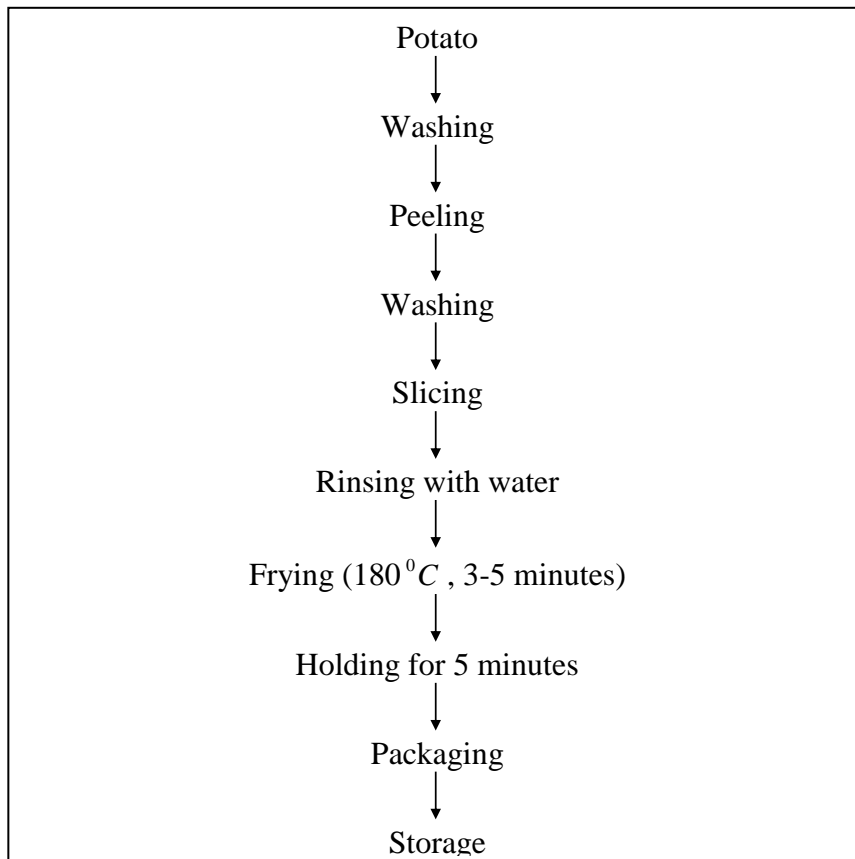 Potato
Washing
Peeling
Washing
Slicing
Rinsing with water
Frying (180 ⁰C , 3-5 minutes)
Holding for 5 minutes
Packaging
Storage